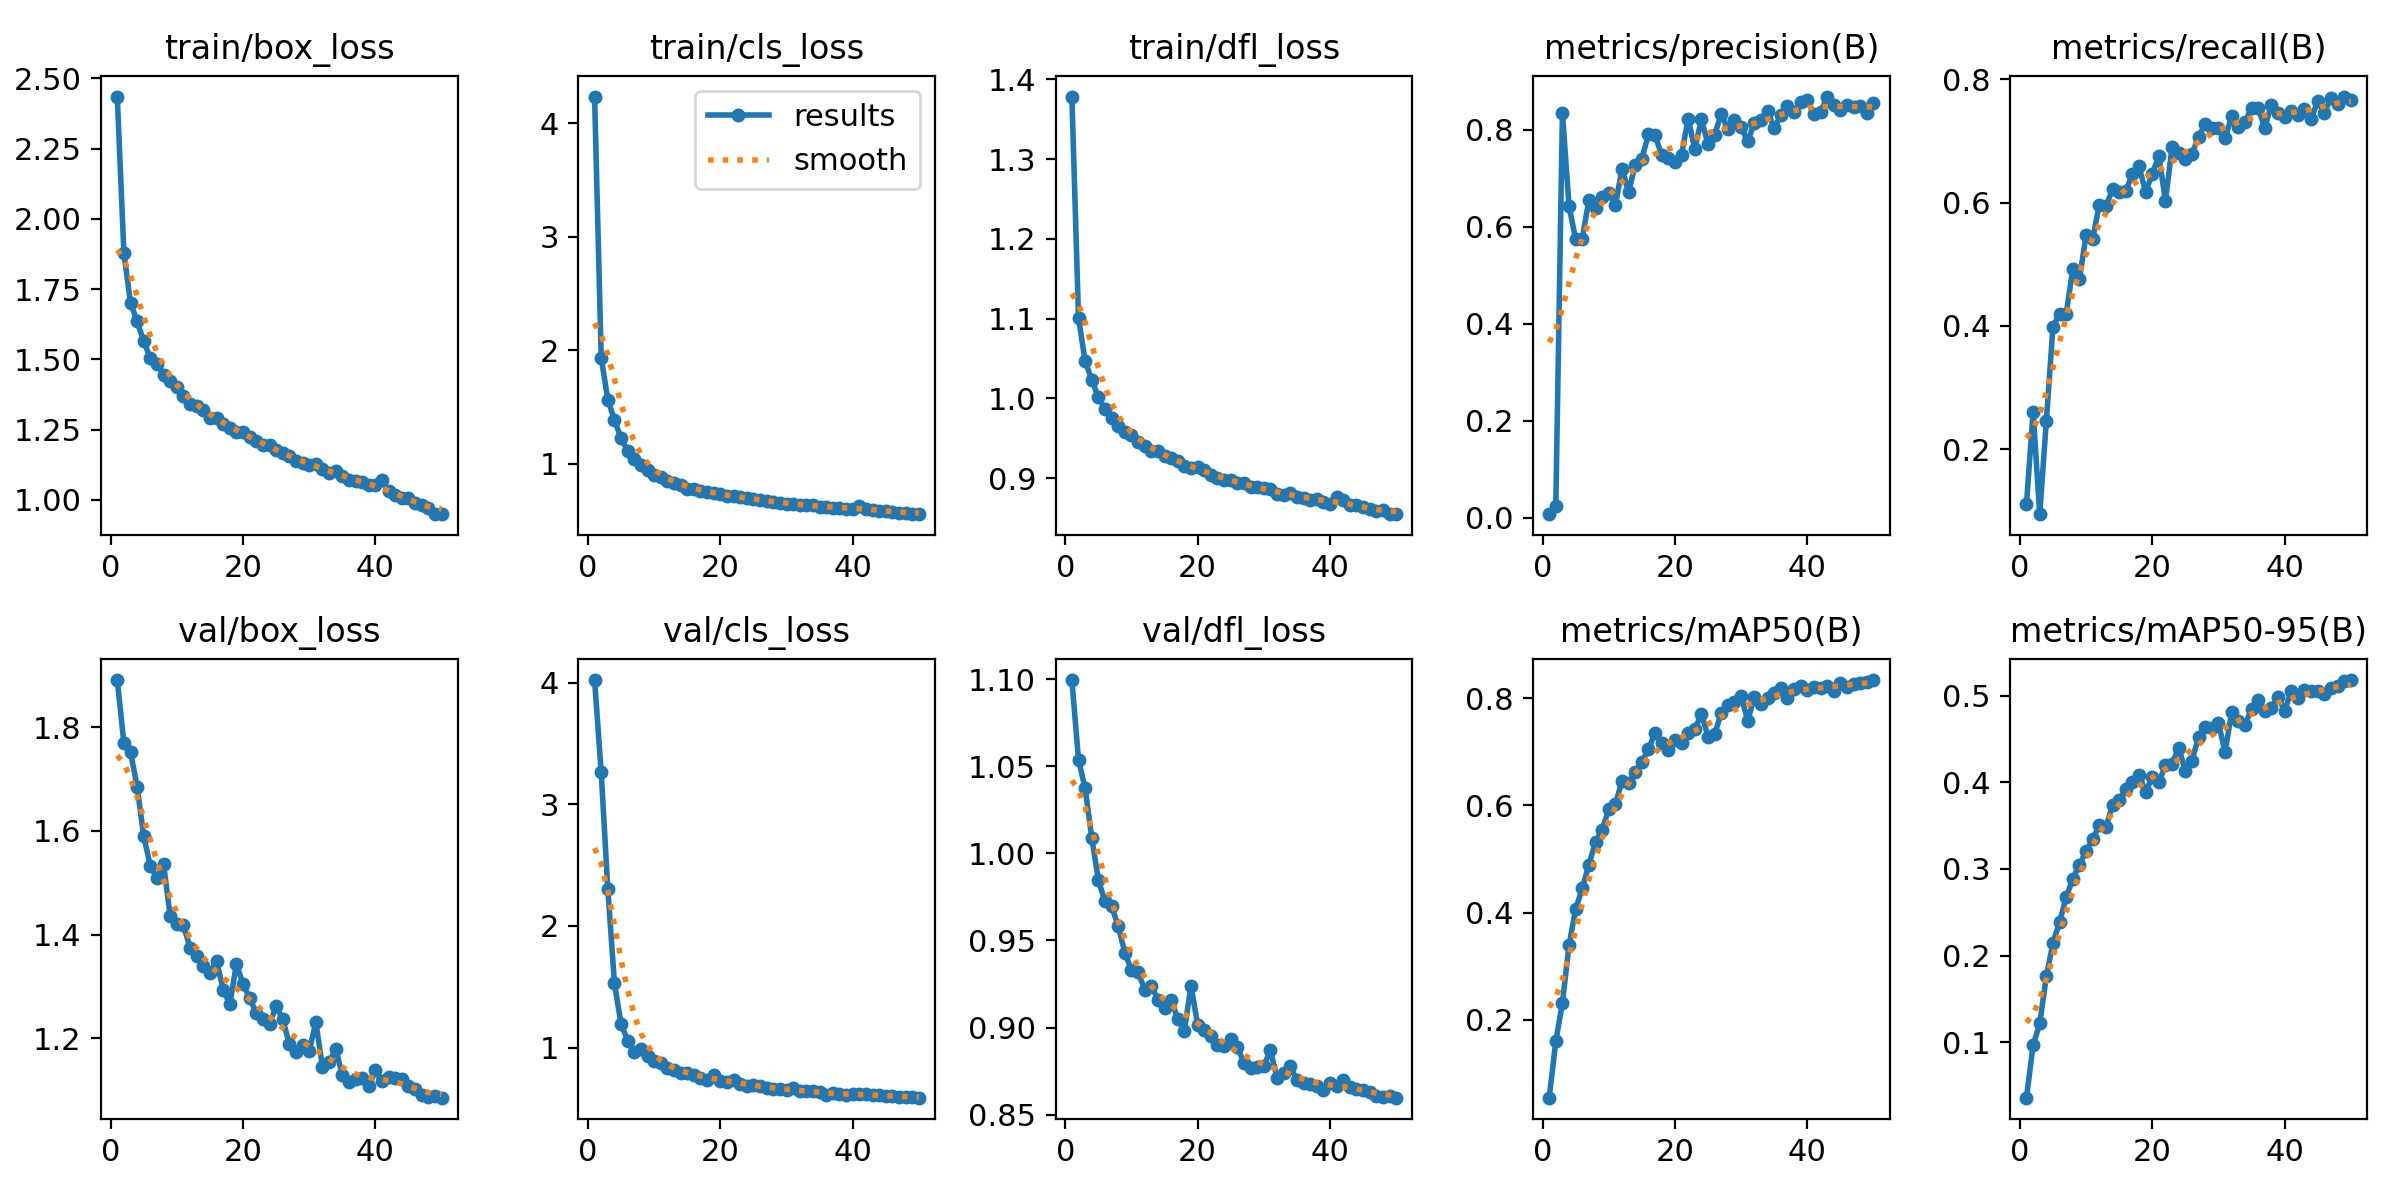 train/box_loss
2.50
2.25
2.00
1.75
1.50
1.25
1.00
0 20 40
train/cls_loss
results
smooth
4
3
2
1
0 20 40
train/dfl_loss
1.4
1.3
1.2
1.1
1.0
0.9
0 20 40
metrics/precision(B)
0.8
0.6
0.4
0.2
0.0
0 20 40
metrics/recall(B)
0.8
0.6
0.4
0.2
0 20 40
val/box_loss
1.8
1.6
1.4
1.2
0 20 40
val/cls_loss
4
3
2
1
0 20 40
val/dfl_loss
1.10
1.05
1.00
0.95
0.90
0.85
0 20 40
metrics/mAP50(B)
0.8
0.6
0.4
0.2
0 20 40
metrics/mAP50-95(B)
0.5
0.4
0.3
0.2
0.1
0 20 40